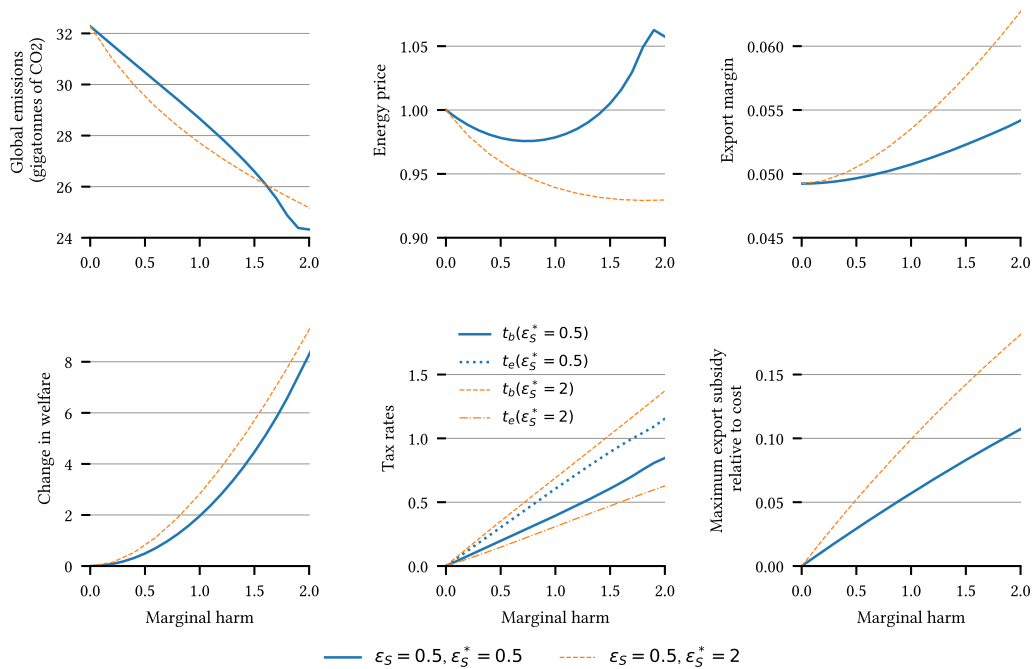 Global emissions
(gigatonnes of CO2)
32
30
28
26
24
0.0 0.5 1.0 1.5 2.0
Energy price
1.05
1.00
0.95
0.90
0.0 0.5 1.0 1.5 2.0
Export margin
0.060
0.055
0.050
0.045
0.0 0.5 1.0 1.5 2.0
Change in welfare
8
6
4
2
0
0.0 0.5 1.0 1.5 2.0
Marginal harm
Tax rates
t_b(ε_S^* = 0.5)
t_e(ε_S^* = 0.5)
t_b(ε_S^* = 2)
t_e(ε_S^* = 2)
1.5
1.0
0.5
0.0
0.0 0.5 1.0 1.5 2.0
Marginal harm
Maximum export subsidy
relative to cost
0.15
0.10
0.05
0.00
0.0 0.5 1.0 1.5 2.0
Marginal harm
ε_S = 0.5, ε_S^* = 0.5
ε_S = 0.5, ε_S^* = 2